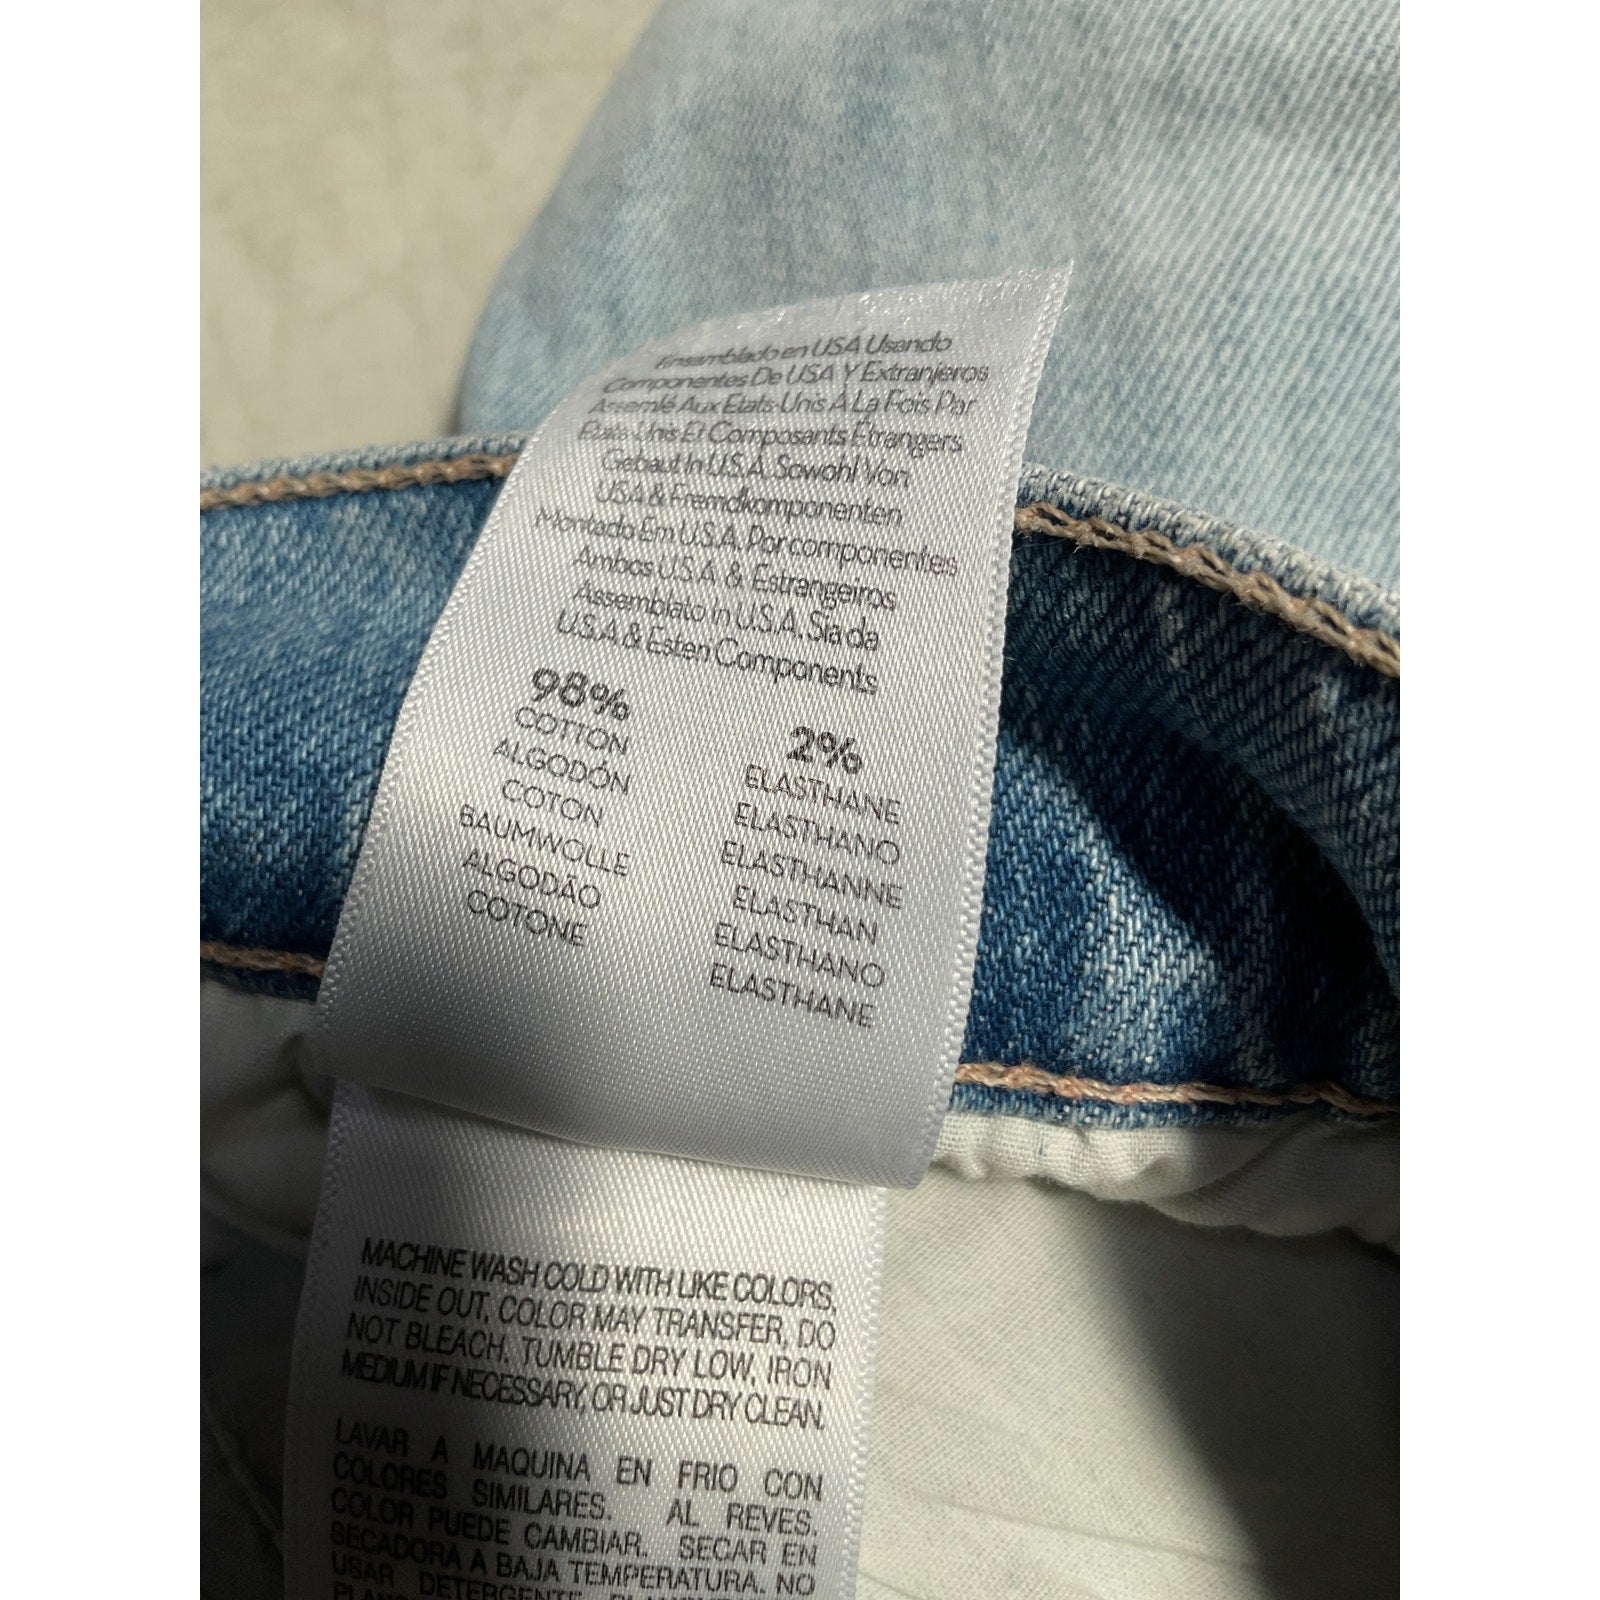 Ensamblado en USA Usando
Componentes De USA Y Extranjeros
Assemlé Aux Etats-Unis À La Fois Par
Etats-Unis Et Composants Étrangers
Gebaut In U.S.A. Sowohl Von
USA & Fremdkomponenten
Montado Em U.S.A. Por componentes
Ambos U.S.A & Estrangeiros
Assemblato in U.S.A. Sia da
U.S.A & Esten Components
98%
COTTON
ALGODÓN
COTON
BAUMWOLLE
ALGODÃO
COTONE
2%
ELASTHANE
ELASTHANO
ELASTHANNE
ELASTHAN
ELASTHANO
ELASTHANE
MACHINE WASH COLD WITH LIKE COLORS,
INSIDE OUT, COLOR MAY TRANSFER, DO
NOT BLEACH. TUMBLE DRY LOW, IRON
MEDIUM IF NECESSARY, OR JUST DRY CLEAN.
LAVAR A MAQUINA EN FRIO CON
COLORES SIMILARES. AL REVES.
COLOR PUEDE CAMBIAR. SECAR EN
SECADORA A BAJA TEMPERATURA. NO
USAR DETERGENTE